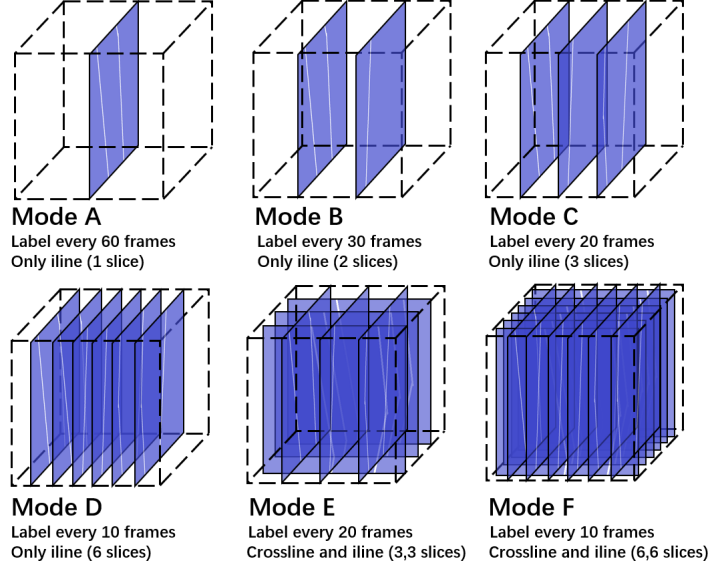 Mode A
Label every 60 frames
Only iline (1 slice)
Mode B
Label every 30 frames
Only iline (2 slices)
Mode C
Label every 20 frames
Only iline (3 slices)
Mode D
Label every 10 frames
Only iline (6 slices)
Mode E
Label every 20 frames
Crossline and iline (3,3 slices)
Mode F
Label every 10 frames
Crossline and iline (6,6 slices)